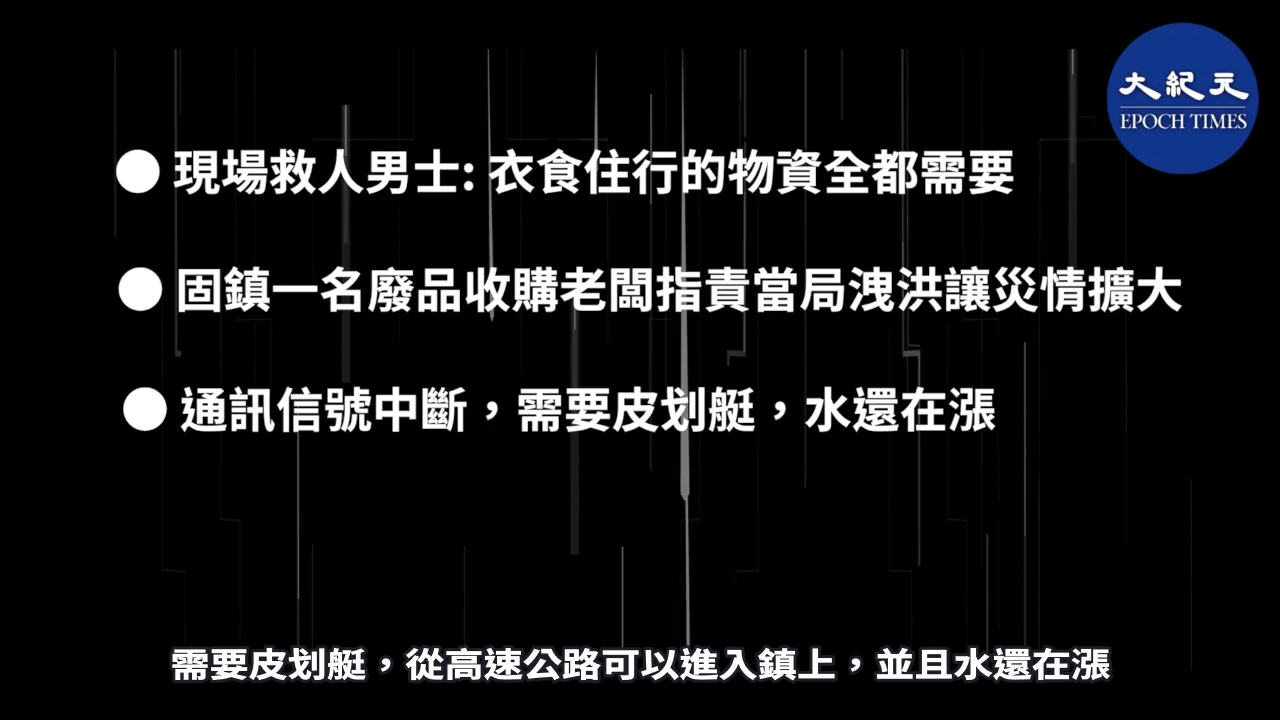 大紀元
EPOCH TIMES
● 現場救人男士: 衣食住行的物資全都需要
● 固鎮一名廢品收購老闆指責當局洩洪讓災情擴大
● 通訊信號中斷，需要皮划艇，水還在漲
需要皮划艇，從高速公路可以進入鎮上，並且水還在漲